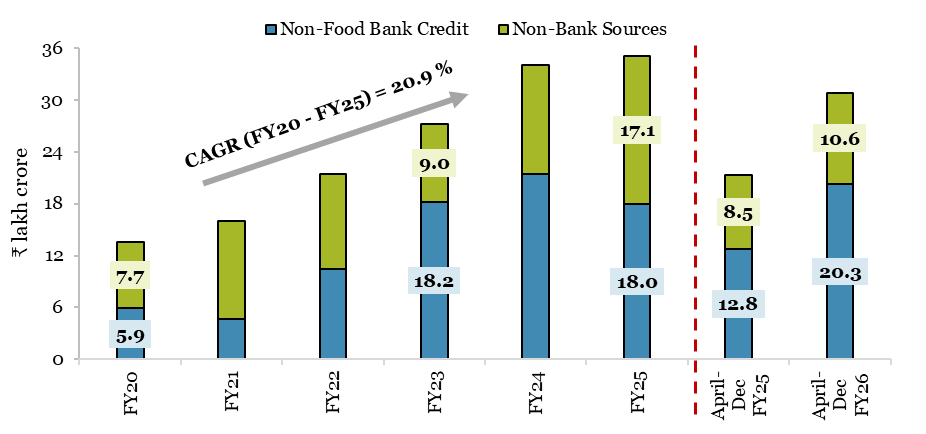 Non-Food Bank Credit
Non-Bank Sources
₹ lakh crore
36
30
24
18
12
6
0
CAGR (FY20 - FY25) = 20.9 %
7.7
5.9
9.0
18.2
17.1
18.0
8.5
12.8
10.6
20.3
FY20
FY21
FY22
FY23
FY24
FY25
April-
Dec
FY25
April-
Dec
FY26